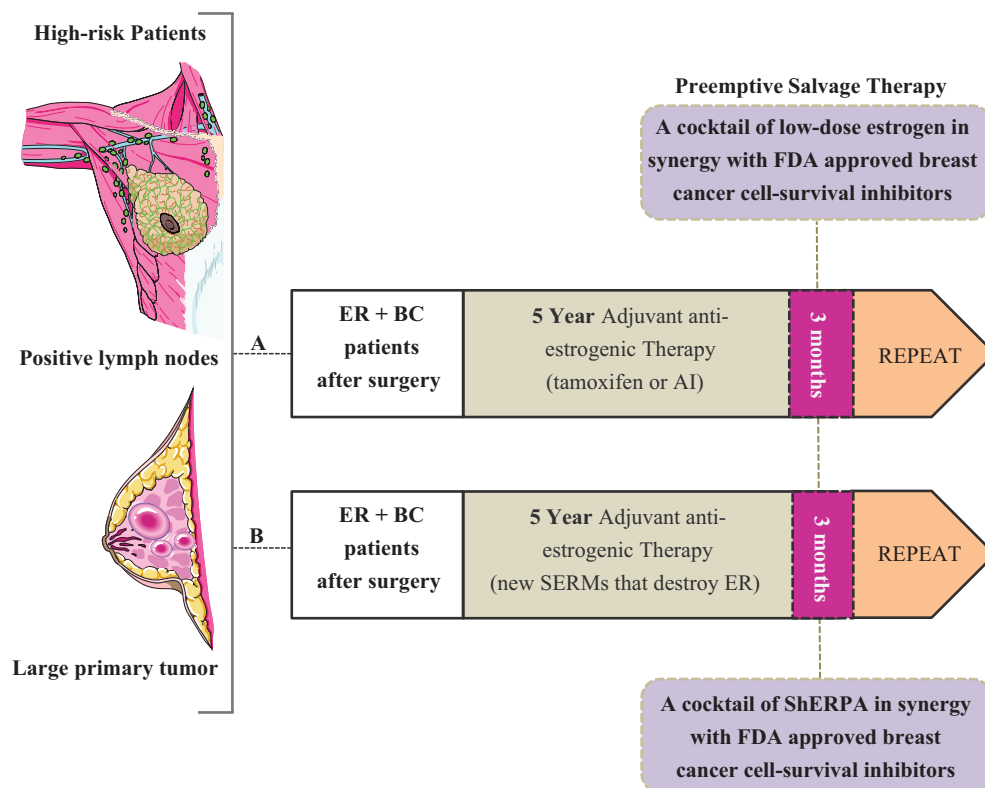 High-risk Patients
Positive lymph nodes
Large primary tumor
Preemptive Salvage Therapy
A cocktail of low-dose estrogen in
synergy with FDA approved breast
cancer cell-survival inhibitors
A
ER + BC
patients
after surgery
5 Year Adjuvant anti-
estrogenic Therapy
(tamoxifen or AI)
3 months
REPEAT
B
ER + BC
patients
after surgery
5 Year Adjuvant anti-
estrogenic Therapy
(new SERMs that destroy ER)
3 months
REPEAT
A cocktail of ShERPA in synergy
with FDA approved breast
cancer cell-survival inhibitors